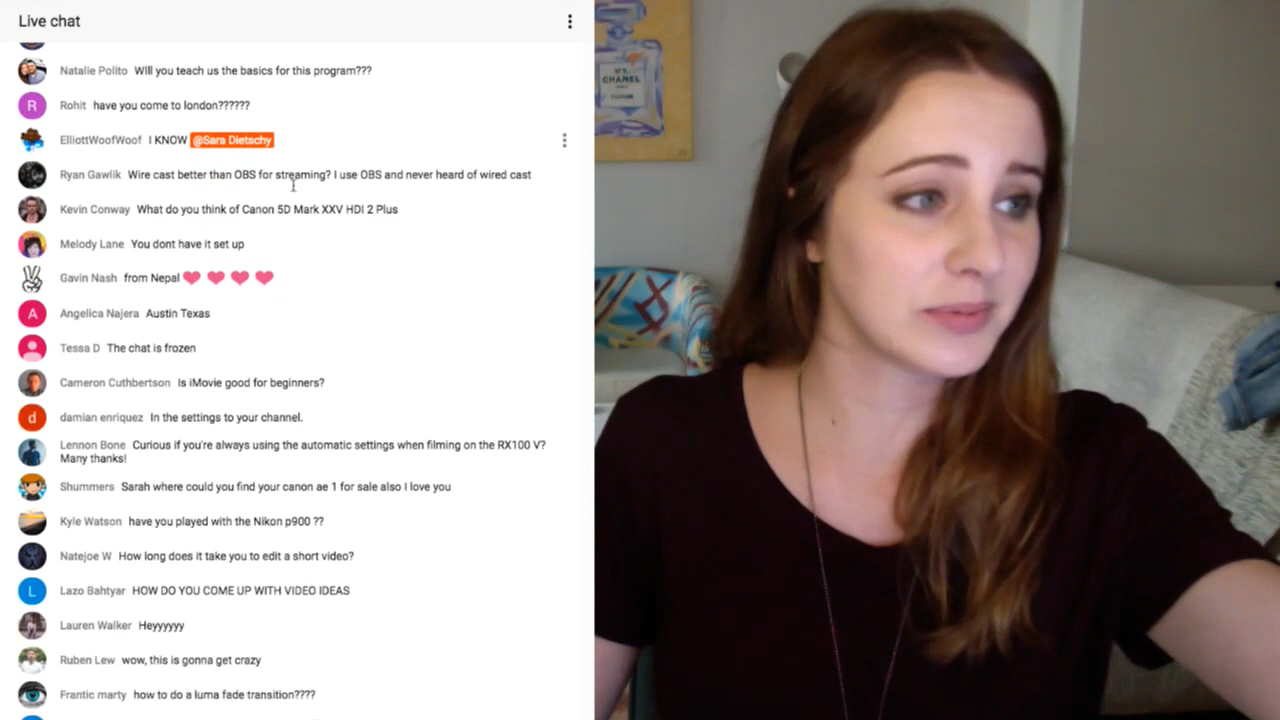 Live chat
Natalie Polito WIll you teach us the basics for this program???
R Rohit have you come to london??????
ElliottWoofWoof I KNOW @Sara Dietschy
Ryan Gawlik Wire cast better than OBS for streaming? I use OBS and never heard of wired cast
Kevin Conway What do you think of Canon 5D Mark XXV HDI 2 Plus
Melody Lane You dont have it set up
Gavin Nash from Nepal
A Angelica Najera Austin Texas
Tessa D The chat is frozen
Cameron Cuthbertson Is iMovie good for beginners?
d damian enriquez In the settings to your channel.
Lennon Bone Curious if you're always using the automatic settings when filming on the RX100 V?
Many thanks!
Shummers Sarah where could you find your canon ae 1 for sale also I love you
Kyle Watson have you played with the Nikon p900 ??
Natejoe W How long does it take you to edit a short video?
L Lazo Bahtyar HOW DO YOU COME UP WITH VIDEO IDEAS
Lauren Walker Heyyyyyy
Ruben Lew wow, this is gonna get crazy
Frantic marty how to do a luma fade transition????
CHANEL